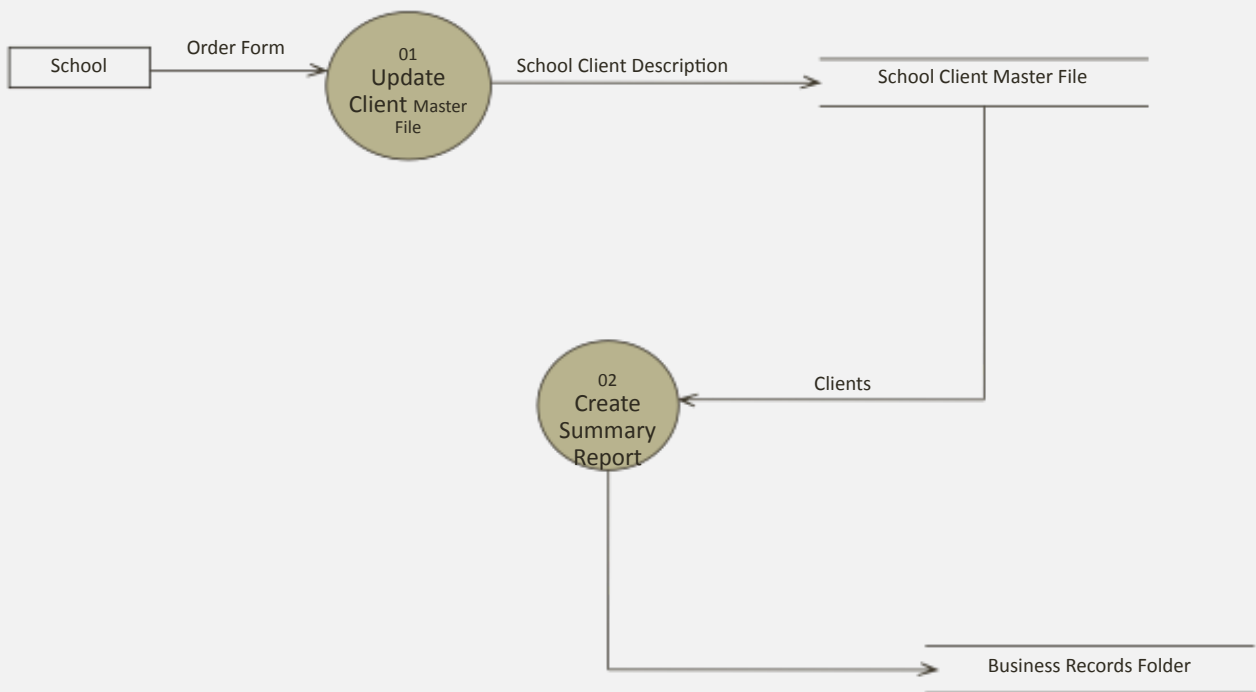 School
Order Form
01
Update
Client Master
File
School Client Description
School Client Master File
02
Create
Summary
Report
Clients
Business Records Folder